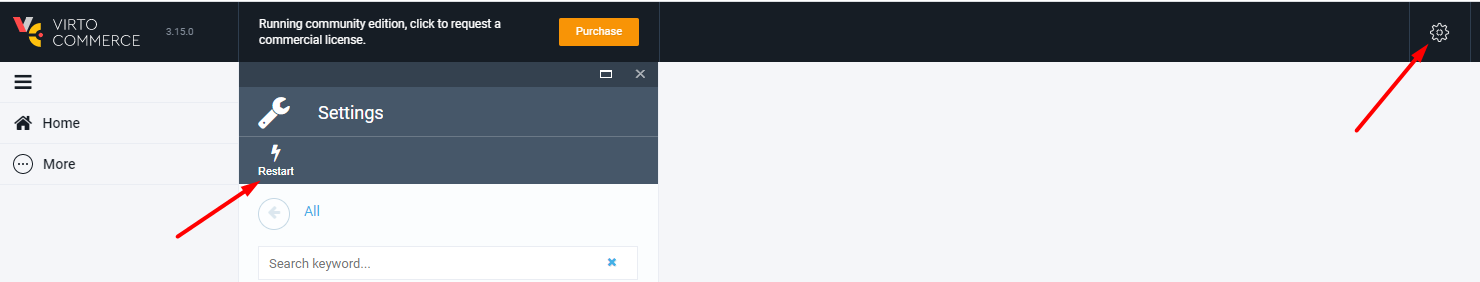 VIRTO
COMMERCE
3.15.0
Running community edition, click to request a
commercial license.
Purchase
Home
More
Settings
Restart
All
Search keyword...